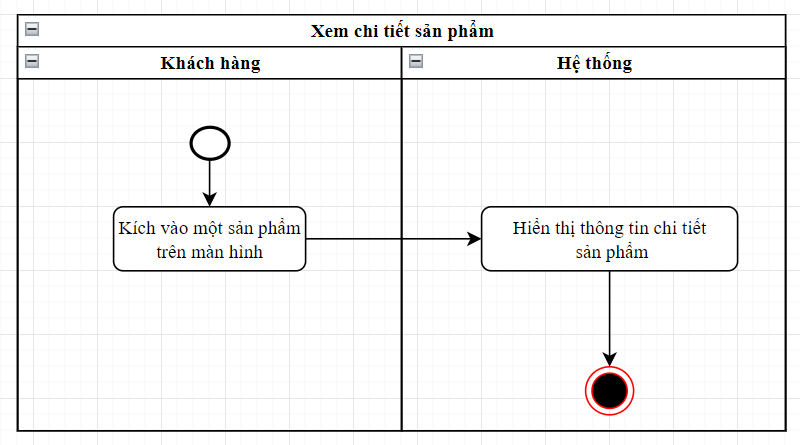 Xem chi tiết sản phẩm
Khách hàng
Hệ thống
Kích vào một sản phẩm
trên màn hình
Hiển thị thông tin chi tiết
sản phẩm